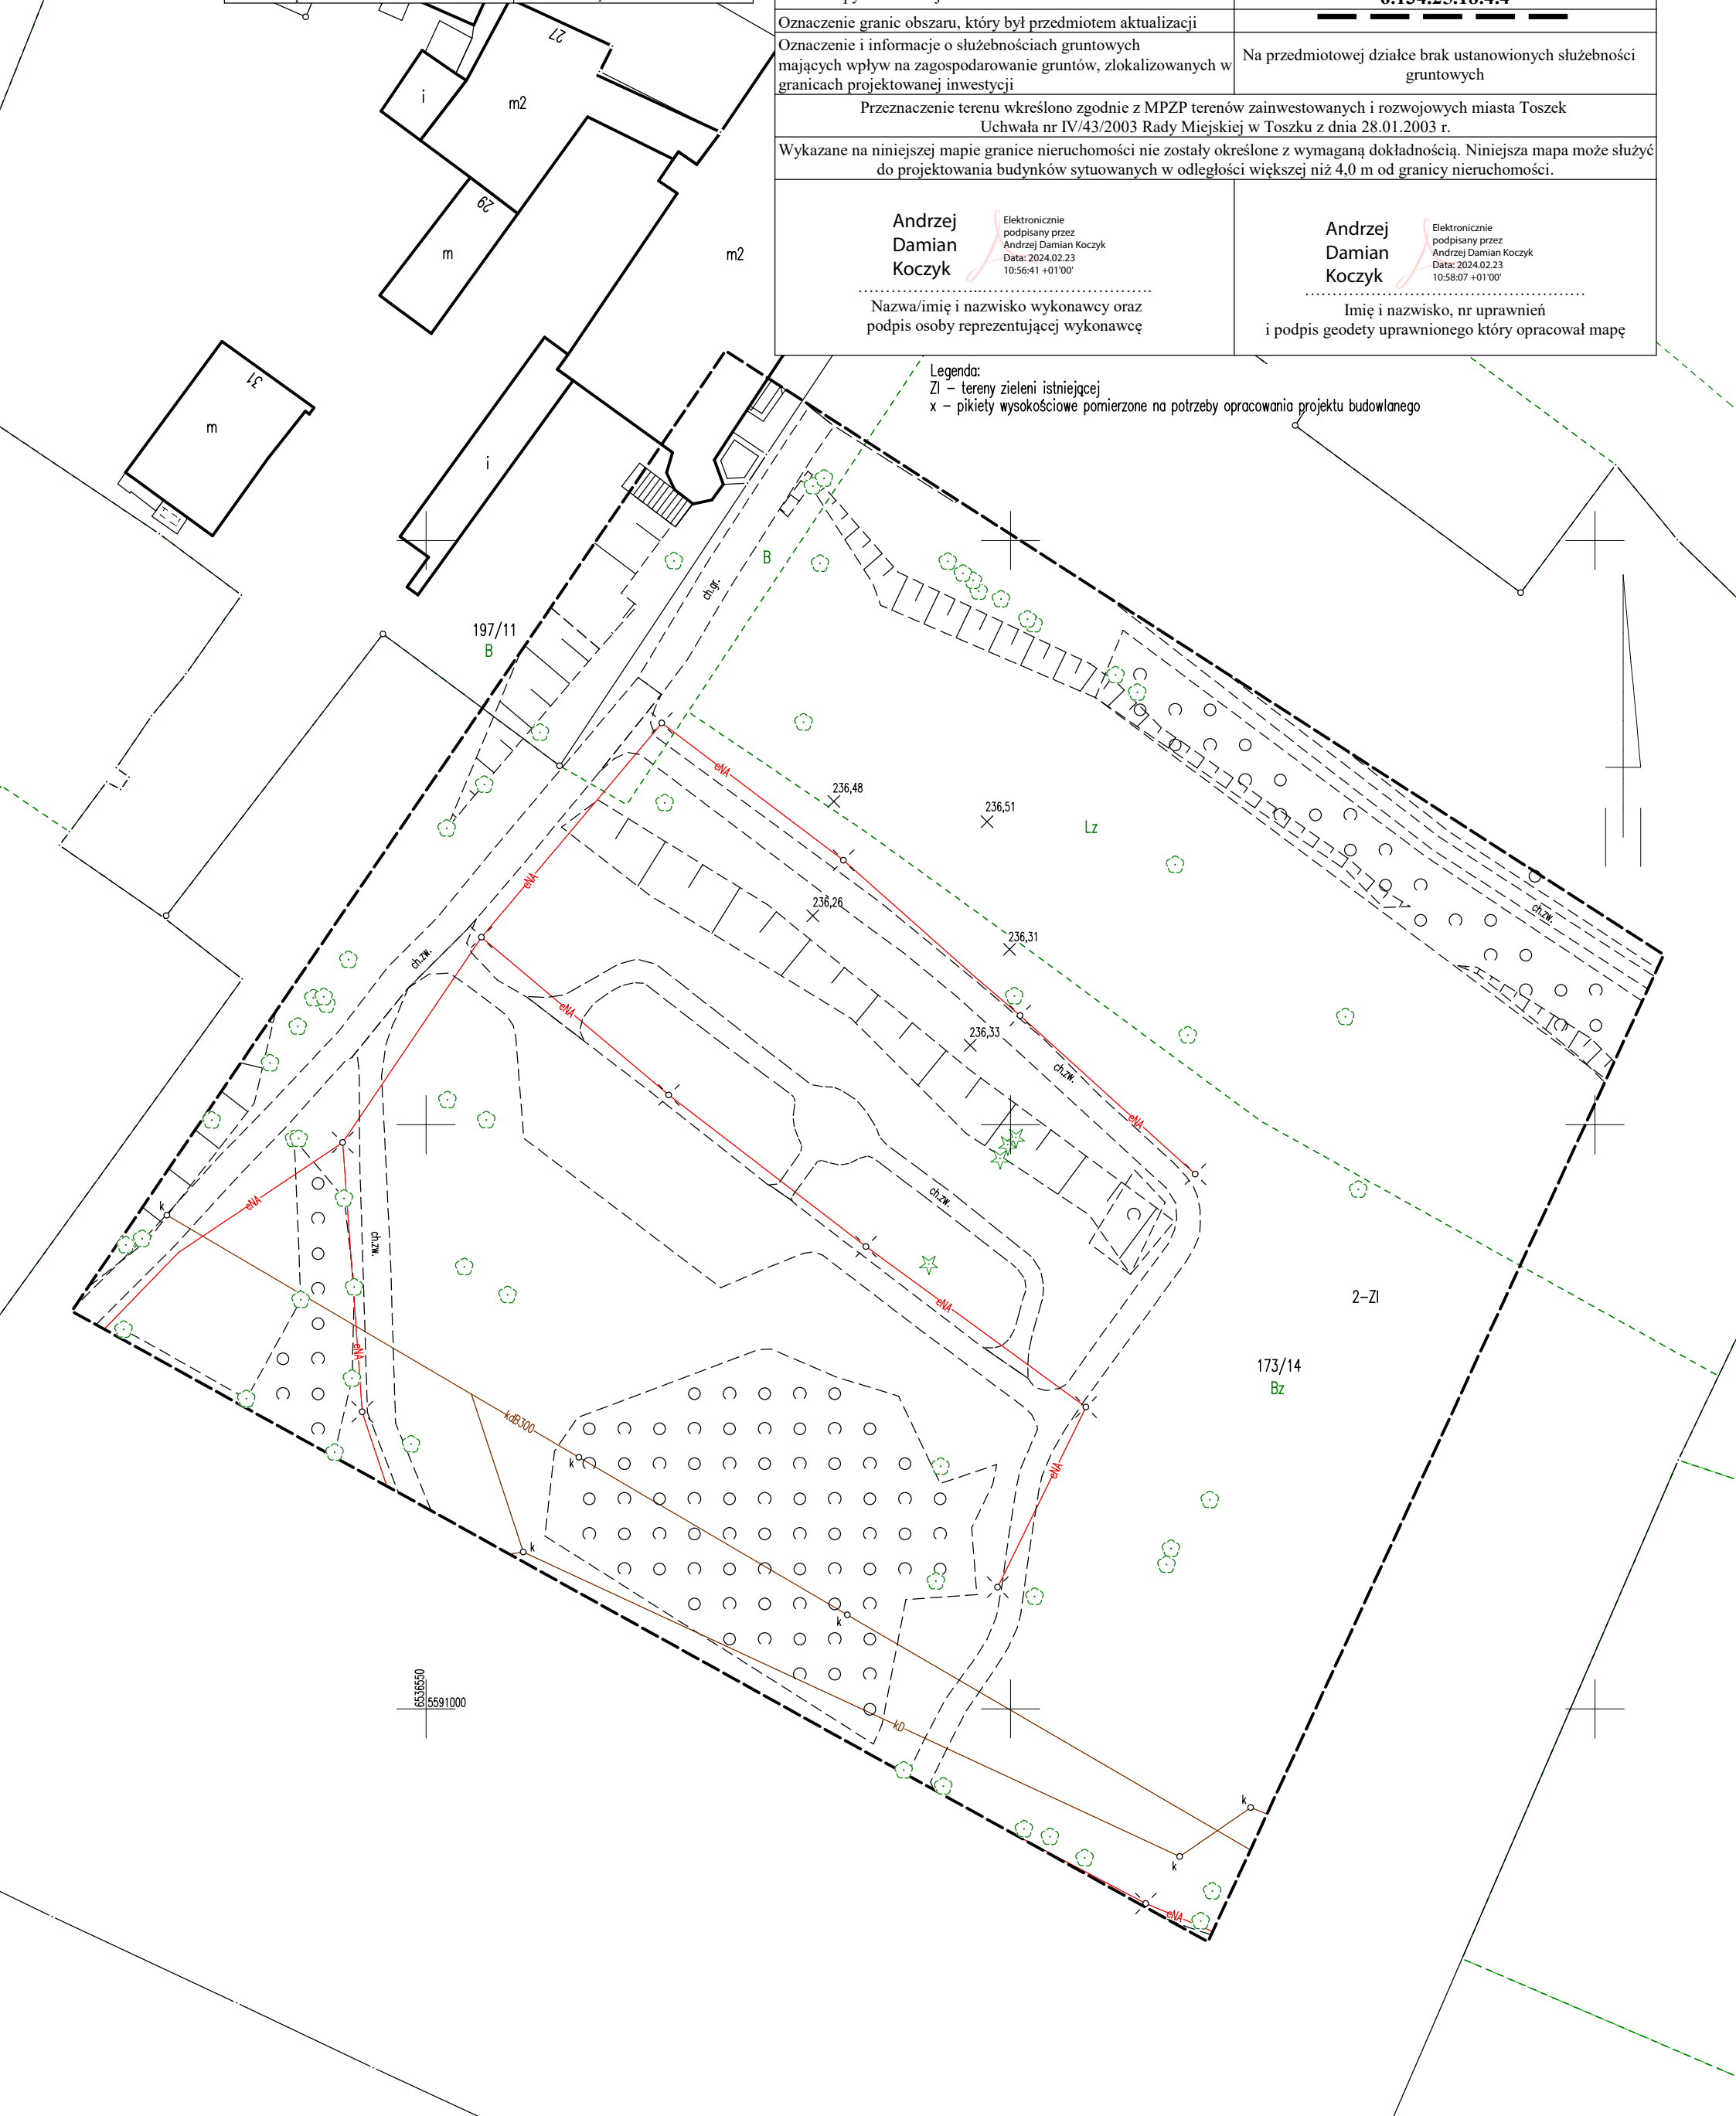 Oznaczenie granic obszaru, który był przedmiotem aktualizacji
Oznaczenie i informacje o służebnościach gruntowych
mających wpływ na zagospodarowanie gruntów, zlokalizowanych w
granicach projektowanej inwestycji
Na przedmiotowej działce brak ustanowionych służebności
gruntowych
Przeznaczenie terenu wkreślono zgodnie z MPZP terenów zainwestowanych i rozwojowych miasta Toszek
Uchwała nr IV/43/2003 Rady Miejskiej w Toszku z dnia 28.01.2003 r.
Wykazane na niniejszej mapie granice nieruchomości nie zostały określone z wymaganą dokładnością. Niniejsza mapa może służyć
do projektowania budynków sytuowanych w odległości większej niż 4,0 m od granicy nieruchomości.
Andrzej
Damian
Koczyk
Elektronicznie
podpisany przez
Andrzej Damian Koczyk
Data: 2024.02.23
10:56:41 +01'00'
Nazwa/imię i nazwisko wykonawcy oraz
podpis osoby reprezentującej wykonawcę
Andrzej
Damian
Koczyk
Elektronicznie
podpisany przez
Andrzej Damian Koczyk
Data: 2024.02.23
10:58:07 +01'00'
Imię i nazwisko, nr uprawnień
i podpis geodety uprawnionego który opracował mapę
Legenda:
ZI – tereny zieleni istniejącej
x – pikiety wysokościowe pomierzone na potrzeby opracowania projektu budowlanego
27
i
m2
29
m
m2
31
m
i
B
ch.gr.
197/11
B
eNA
236,48
236,51
Lz
eNA
236,26
ch.zw.
236,31
ch.zw.
eNA
236,33
ch.zw.
eNA
ch.zw.
eNA
k
ch.zw.
eNA
2-ZI
eNA
173/14
Bz
kdB300
k
eNA
k
k
6536550
5591000
kD
k
k
eNA